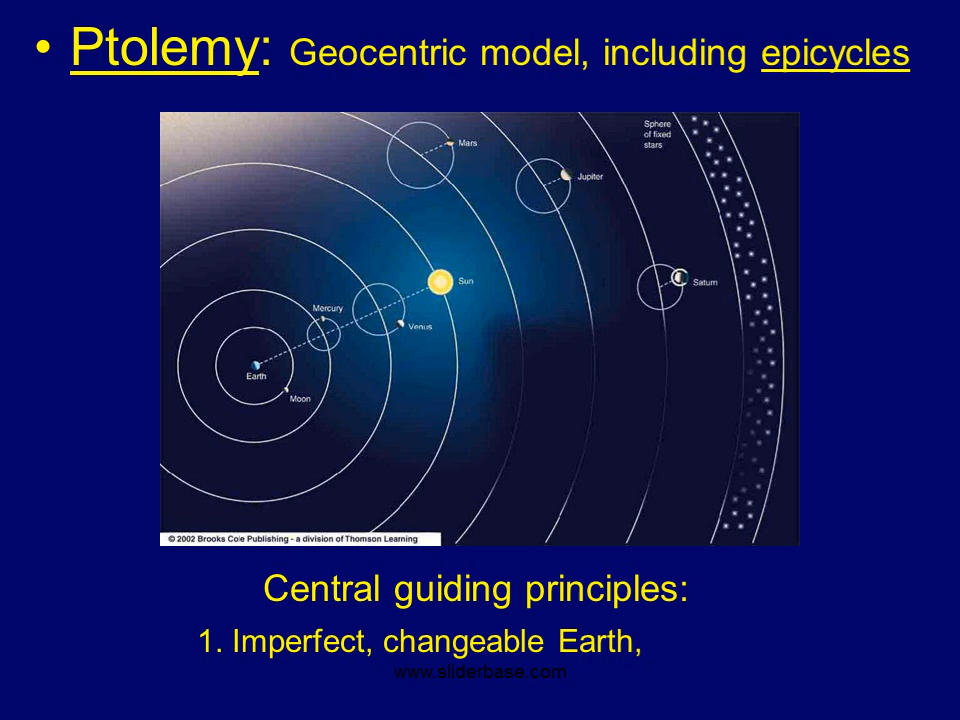 • Ptolemy: Geocentric model, including epicycles
Sphere
of fixed
stars
Mars
Jupiter
Sun
Saturn
Mercury
Venus
Earth
Moon
© 2002 Brooks Cole Publishing - a division of Thomson Learning
Central guiding principles:
1. Imperfect, changeable Earth,
www.sliderbase.com